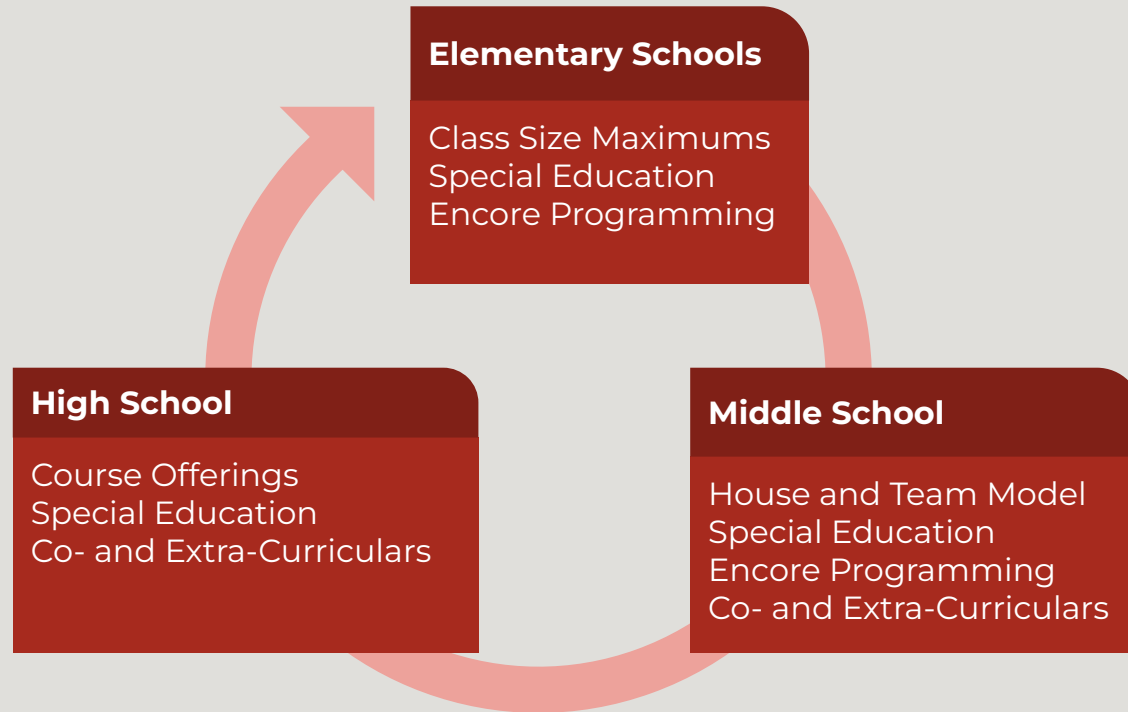 Elementary Schools
Class Size Maximums
Special Education
Encore Programming
High School
Course Offerings
Special Education
Co- and Extra-Curriculars
Middle School
House and Team Model
Special Education
Encore Programming
Co- and Extra-Curriculars